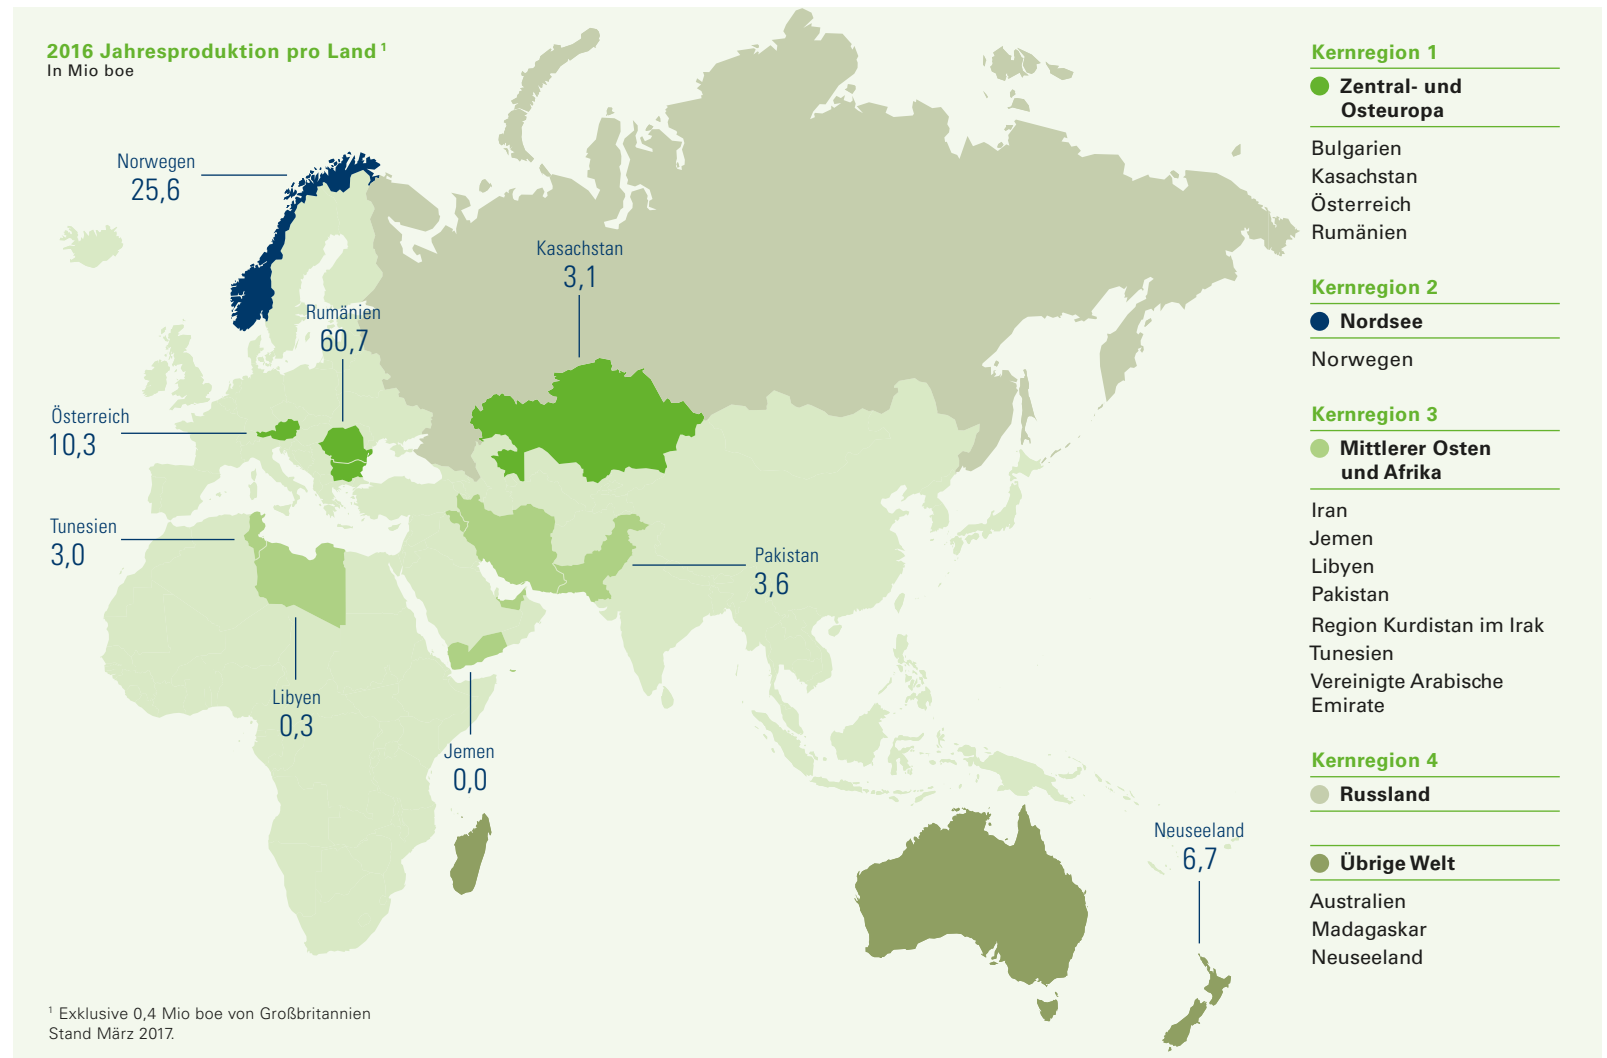 2016 Jahresproduktion pro Land ¹
In Mio boe
Norwegen
25,6
Kasachstan
3,1
Rumänien
60,7
Österreich
10,3
Tunesien
3,0
Pakistan
3,6
Libyen
0,3
Jemen
0,0
Neuseeland
6,7
¹ Exklusive 0,4 Mio boe von Großbritannien
Stand März 2017.
Kernregion 1
Zentral- und
Osteuropa
Bulgarien
Kasachstan
Österreich
Rumänien
Kernregion 2
Nordsee
Norwegen
Kernregion 3
Mittlerer Osten
und Afrika
Iran
Jemen
Libyen
Pakistan
Region Kurdistan im Irak
Tunesien
Vereinigte Arabische
Emirate
Kernregion 4
Russland
Übrige Welt
Australien
Madagaskar
Neuseeland